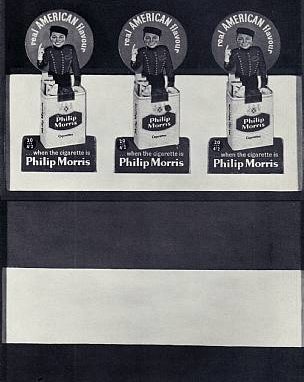 real AMERICAN flavour
Philip
Morris
Cigarettes
20
4/2
...when the cigarette is
Philip Morris
real AMERICAN flavour
Philip
Morris
Cigarettes
20
4/2
...when the cigarette is
Philip Morris
real AMERICAN flavour
Philip
Morris
Cigarettes
20
4/2
...when the cigarette is
Philip Morris